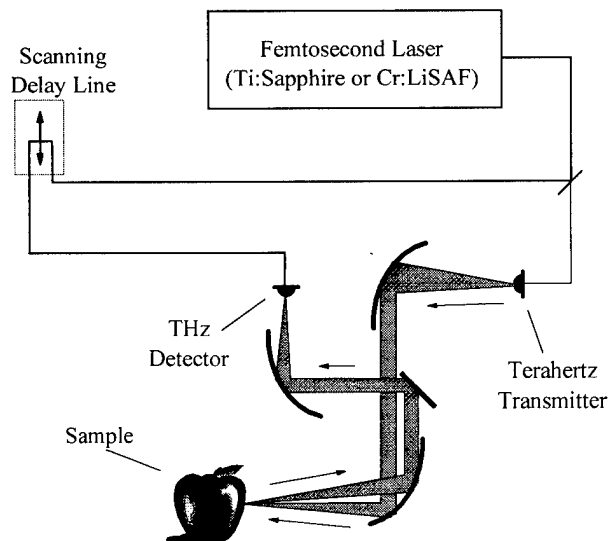 Scanning
Delay Line
Femtosecond Laser
(Ti:Sapphire or Cr:LiSAF)
THz
Detector
Terahertz
Transmitter
Sample